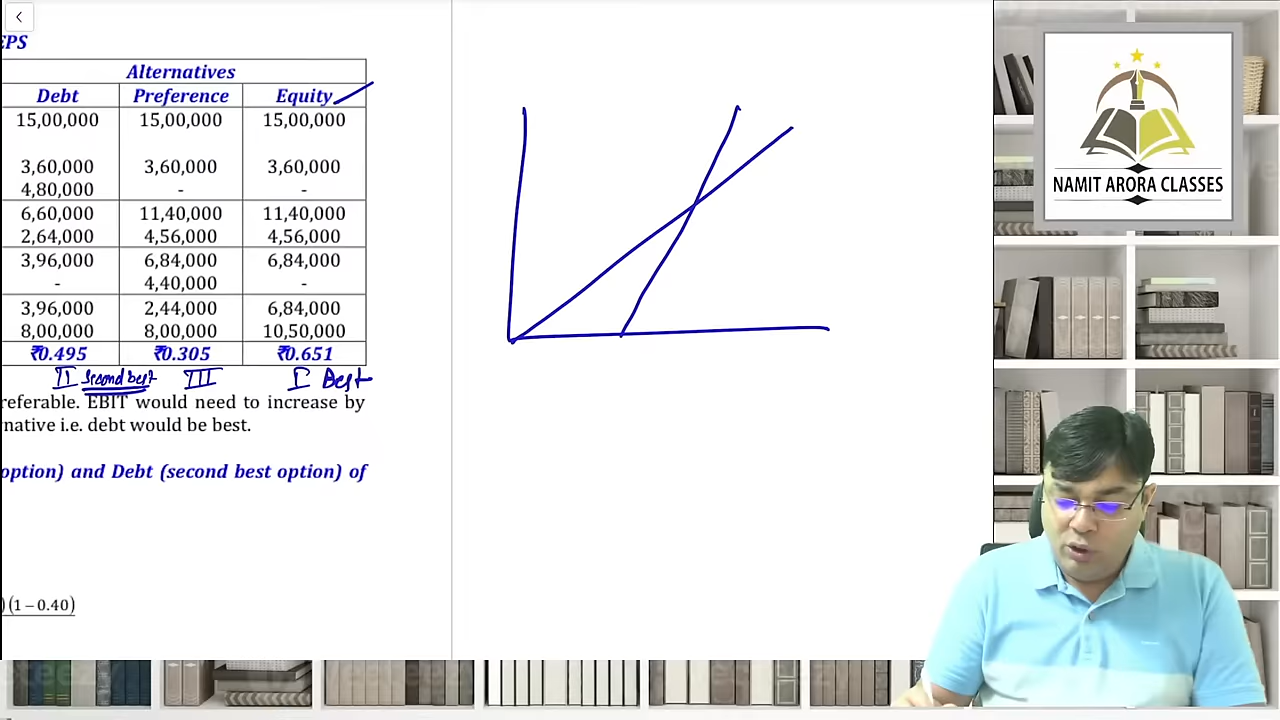 EPS
Alternatives
Debt Preference Equity
15,00,000 15,00,000 15,00,000
3,60,000 3,60,000 3,60,000
4,80,000 - -
6,60,000 11,40,000 11,40,000
2,64,000 4,56,000 4,56,000
3,96,000 6,84,000 6,84,000
- 4,40,000 -
3,96,000 2,44,000 6,84,000
8,00,000 8,00,000 10,50,000
₹0.495 ₹0.305 ₹0.651
II Second best III I Best
referable. EBIT would need to increase by
native i.e. debt would be best.
option) and Debt (second best option) of
) (1 − 0.40)
NAMIT ARORA CLASSES